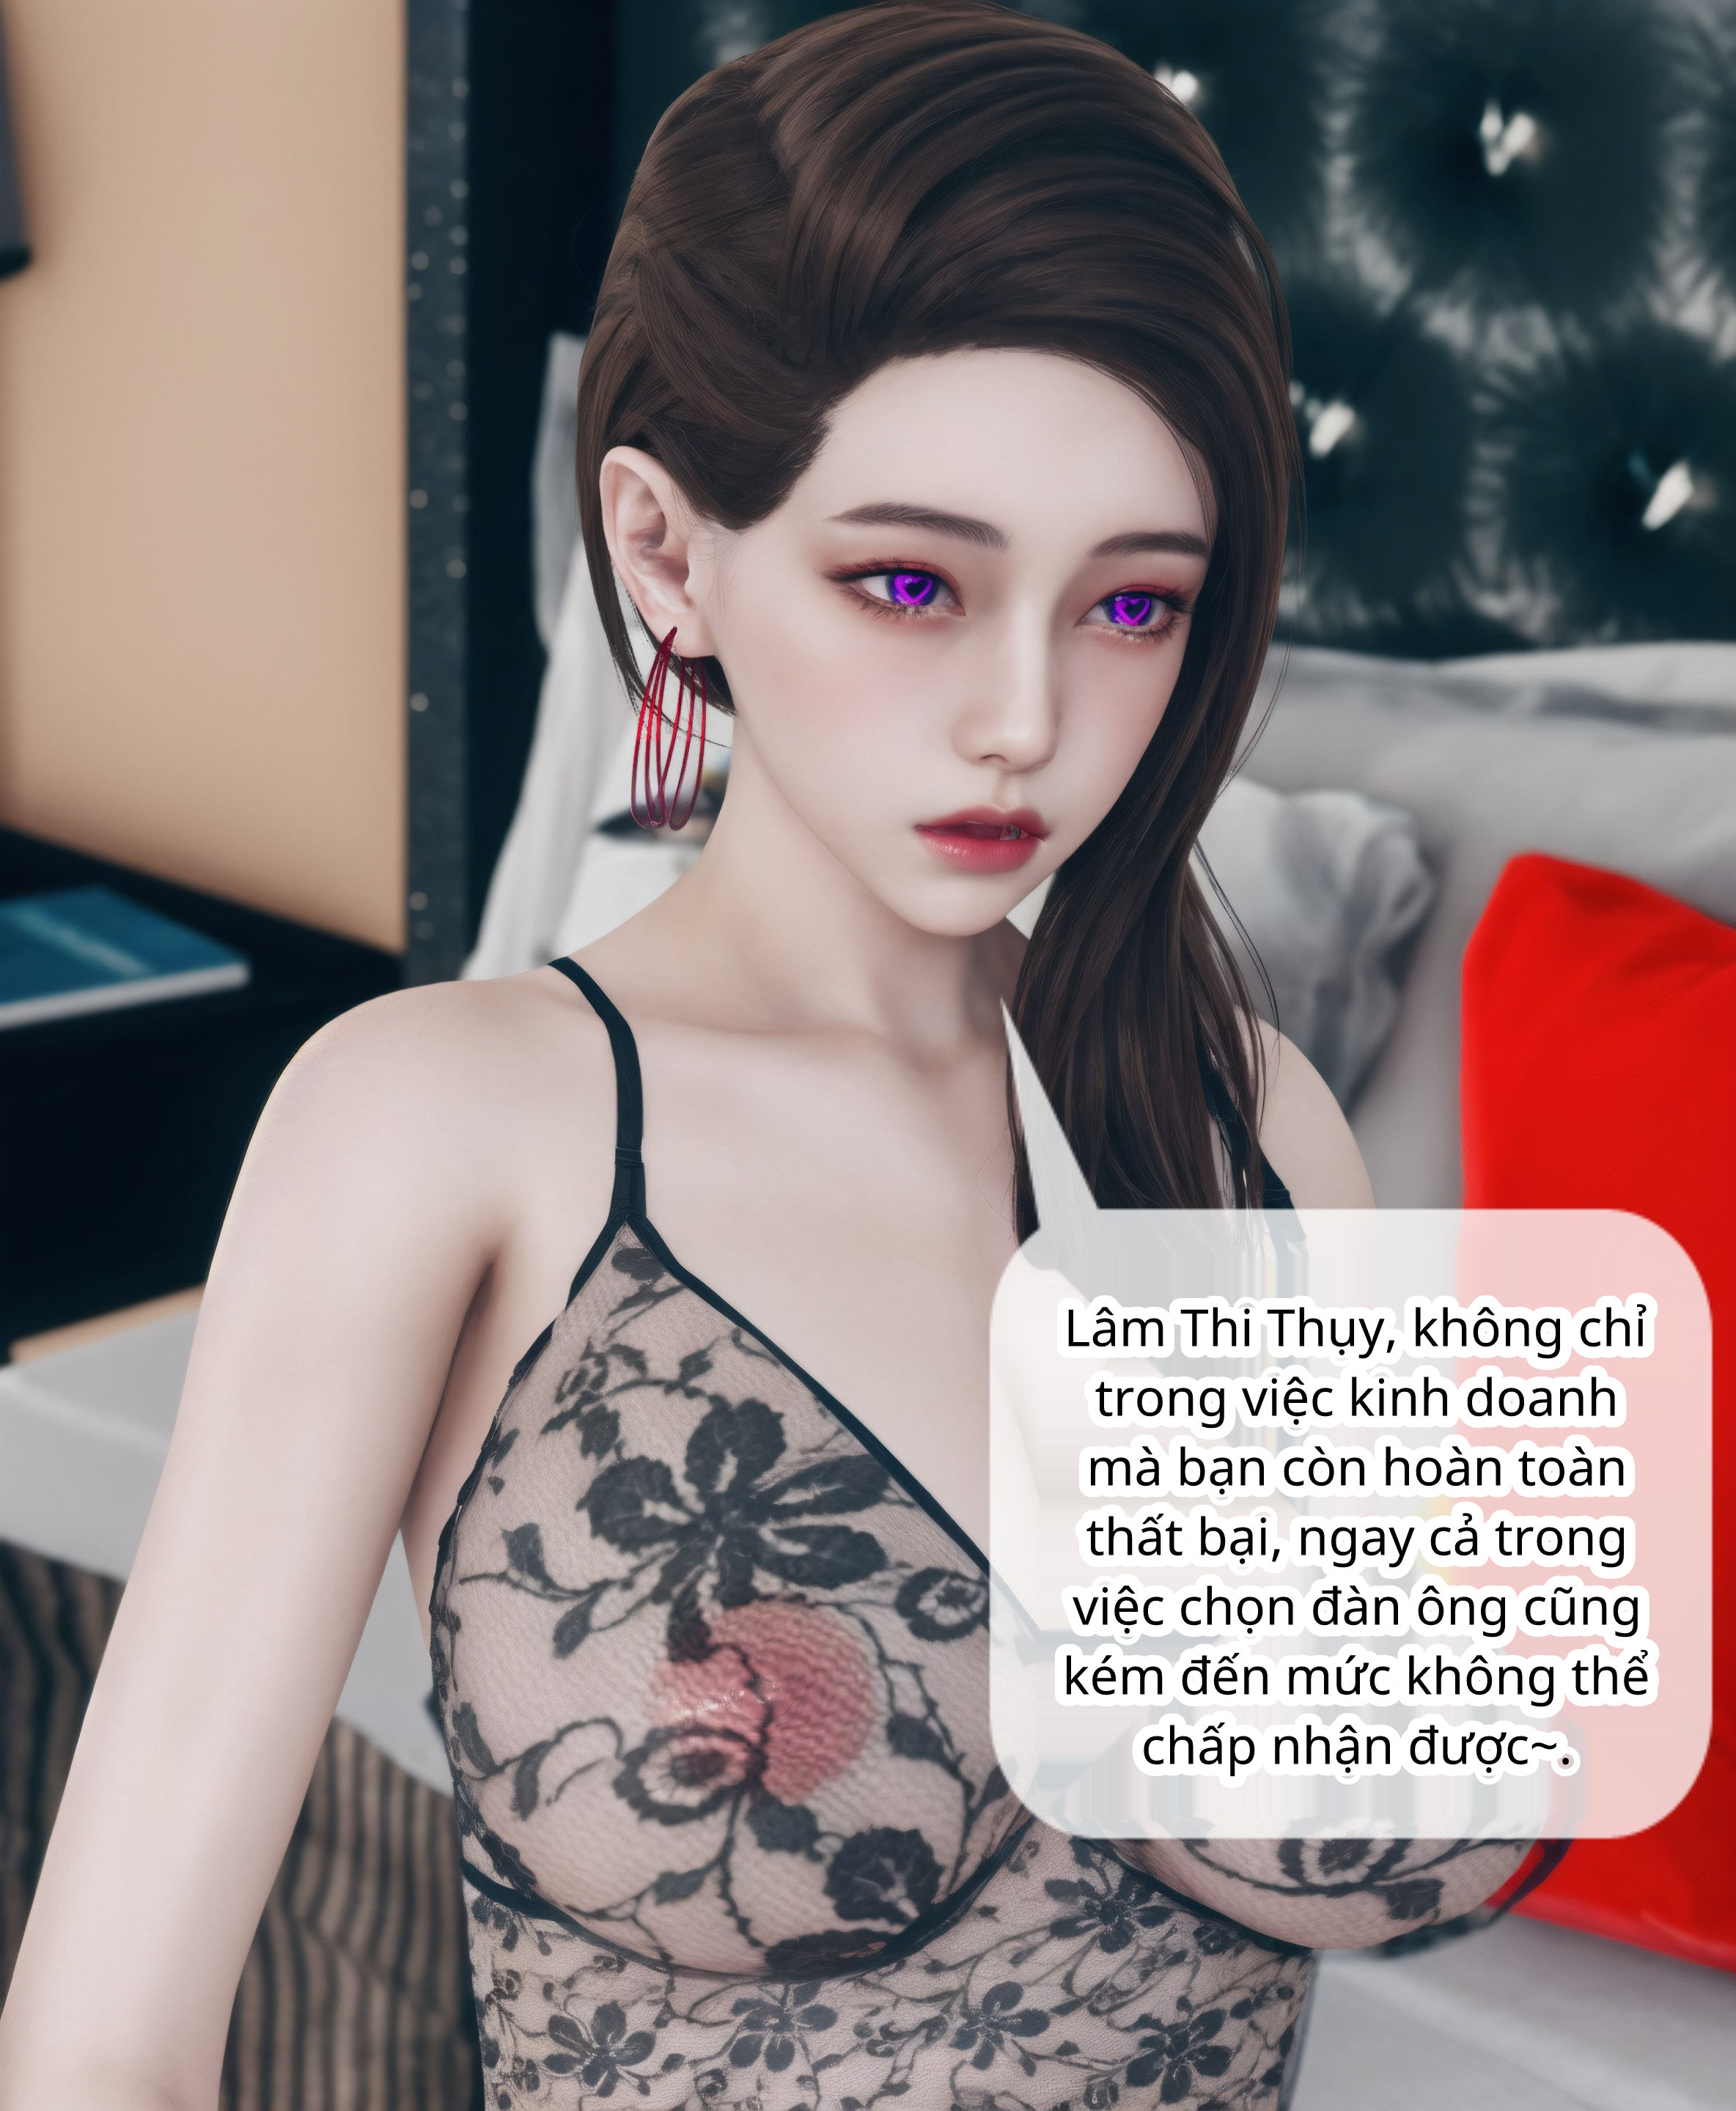 Lâm Thi Thụy, không chỉ
trong việc kinh doanh
mà bạn còn hoàn toàn
thất bại, ngay cả trong
việc chọn đàn ông cũng
kém đến mức không thể
chấp nhận được~.